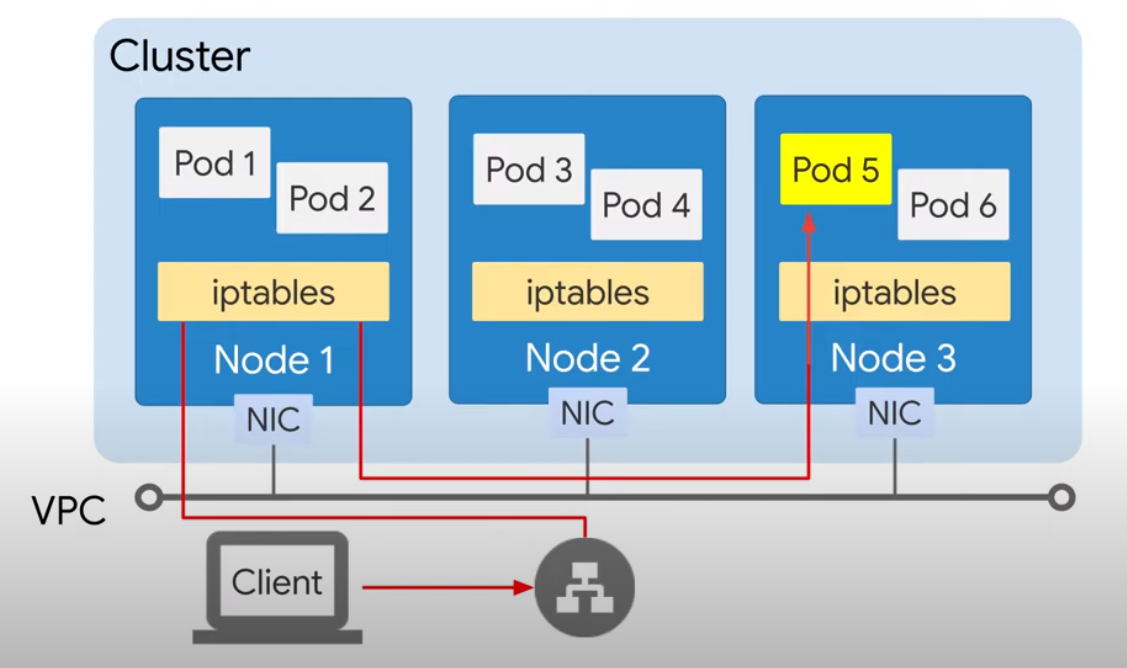 Cluster
Pod 1
Pod 2
iptables
Node 1
NIC
Pod 3
Pod 4
iptables
Node 2
NIC
Pod 5
Pod 6
iptables
Node 3
NIC
VPC
Client